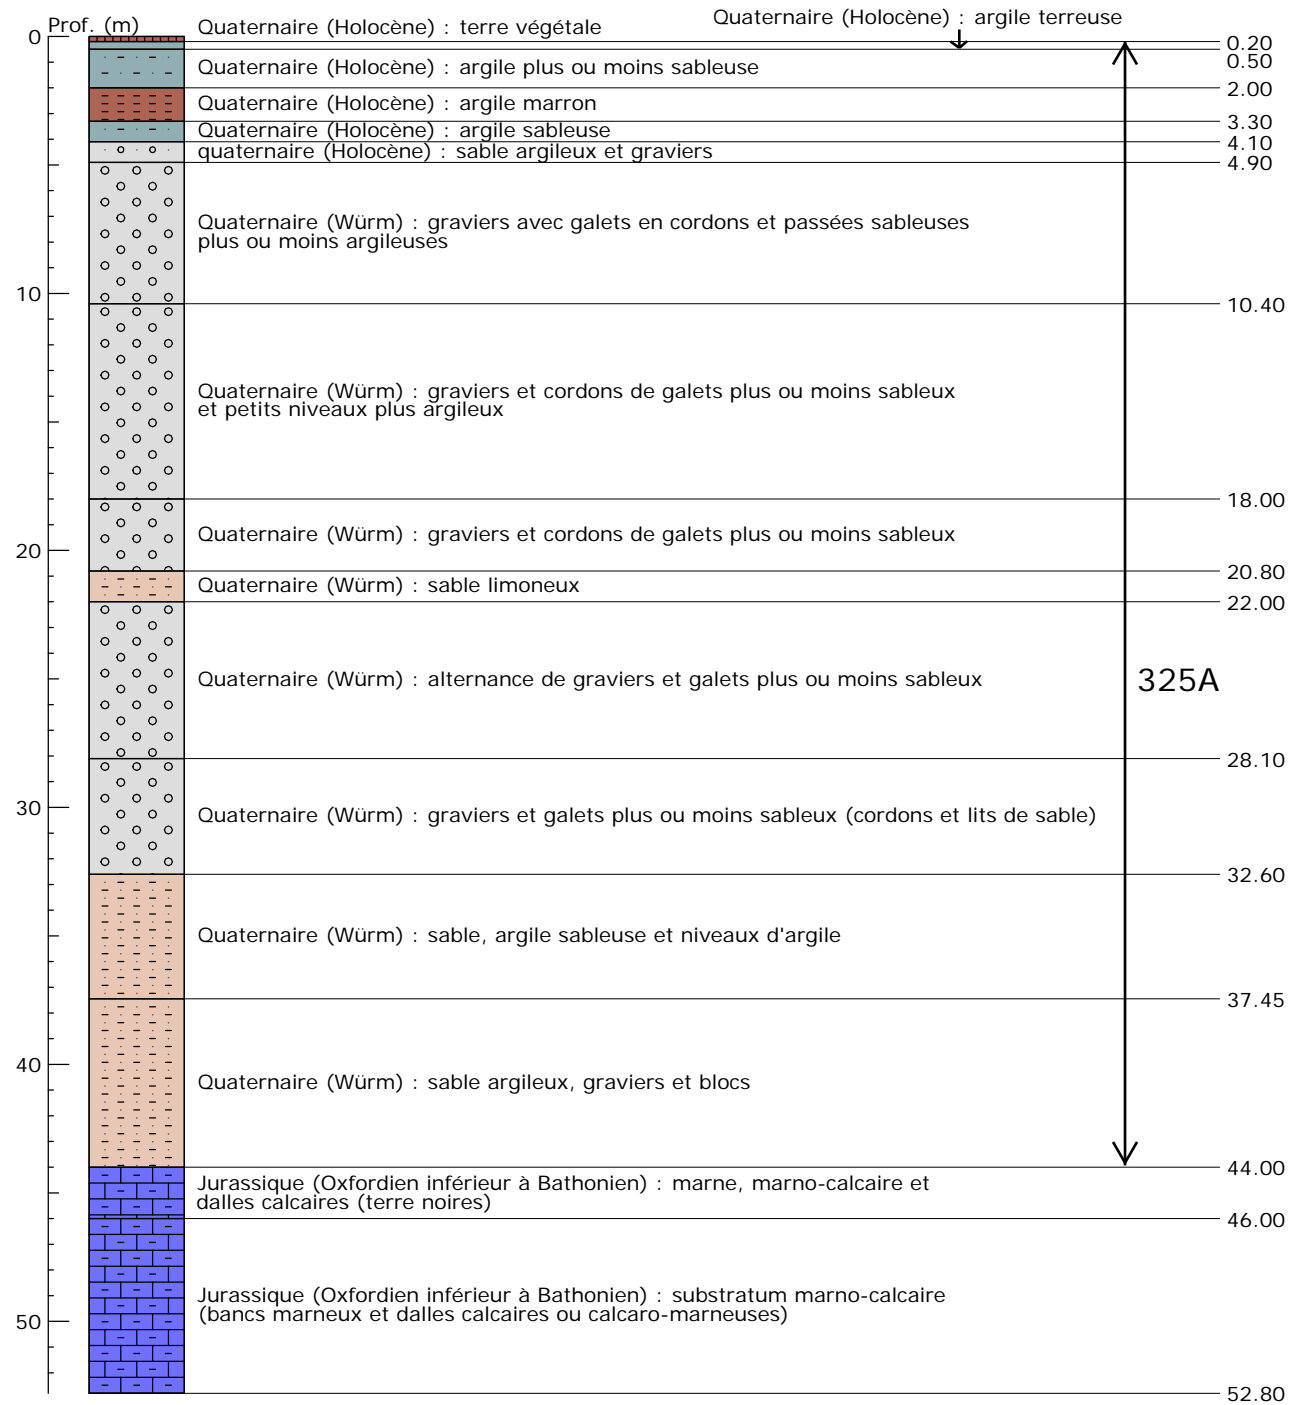 Prof. (m)
Quaternaire (Holocène) : terre végétale
Quaternaire (Holocène) : argile terreuse
0
0.20
0.50
Quaternaire (Holocène) : argile plus ou moins sableuse
2.00
Quaternaire (Holocène) : argile marron
3.30
Quaternaire (Holocène) : argile sableuse
4.10
quaternaire (Holocène) : sable argileux et graviers
4.90
Quaternaire (Würm) : graviers avec galets en cordons et passées sableuses
plus ou moins argileuses
10
10.40
Quaternaire (Würm) : graviers et cordons de galets plus ou moins sableux
et petits niveaux plus argileux
18.00
Quaternaire (Würm) : graviers et cordons de galets plus ou moins sableux
20
20.80
Quaternaire (Würm) : sable limoneux
22.00
Quaternaire (Würm) : alternance de graviers et galets plus ou moins sableux
325A
28.10
30
Quaternaire (Würm) : graviers et galets plus ou moins sableux (cordons et lits de sable)
32.60
Quaternaire (Würm) : sable, argile sableuse et niveaux d'argile
37.45
40
Quaternaire (Würm) : sable argileux, graviers et blocs
44.00
Jurassique (Oxfordien inférieur à Bathonien) : marne, marno-calcaire et
dalles calcaires (terre noires)
46.00
Jurassique (Oxfordien inférieur à Bathonien) : substratum marno-calcaire
(bancs marneux et dalles calcaires ou calcaro-marneuses)
50
52.80